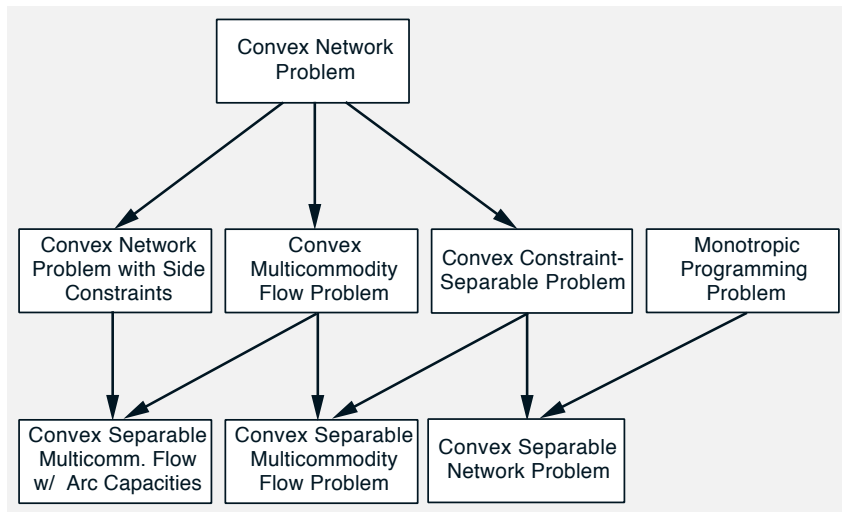 Convex Network
Problem
Convex Network
Problem with Side
Constraints
Convex
Multicommodity
Flow Problem
Convex Constraint-
Separable Problem
Monotropic
Programming
Problem
Convex Separable
Multicomm. Flow
w/ Arc Capacities
Convex Separable
Multicommodity
Flow Problem
Convex Separable
Network Problem